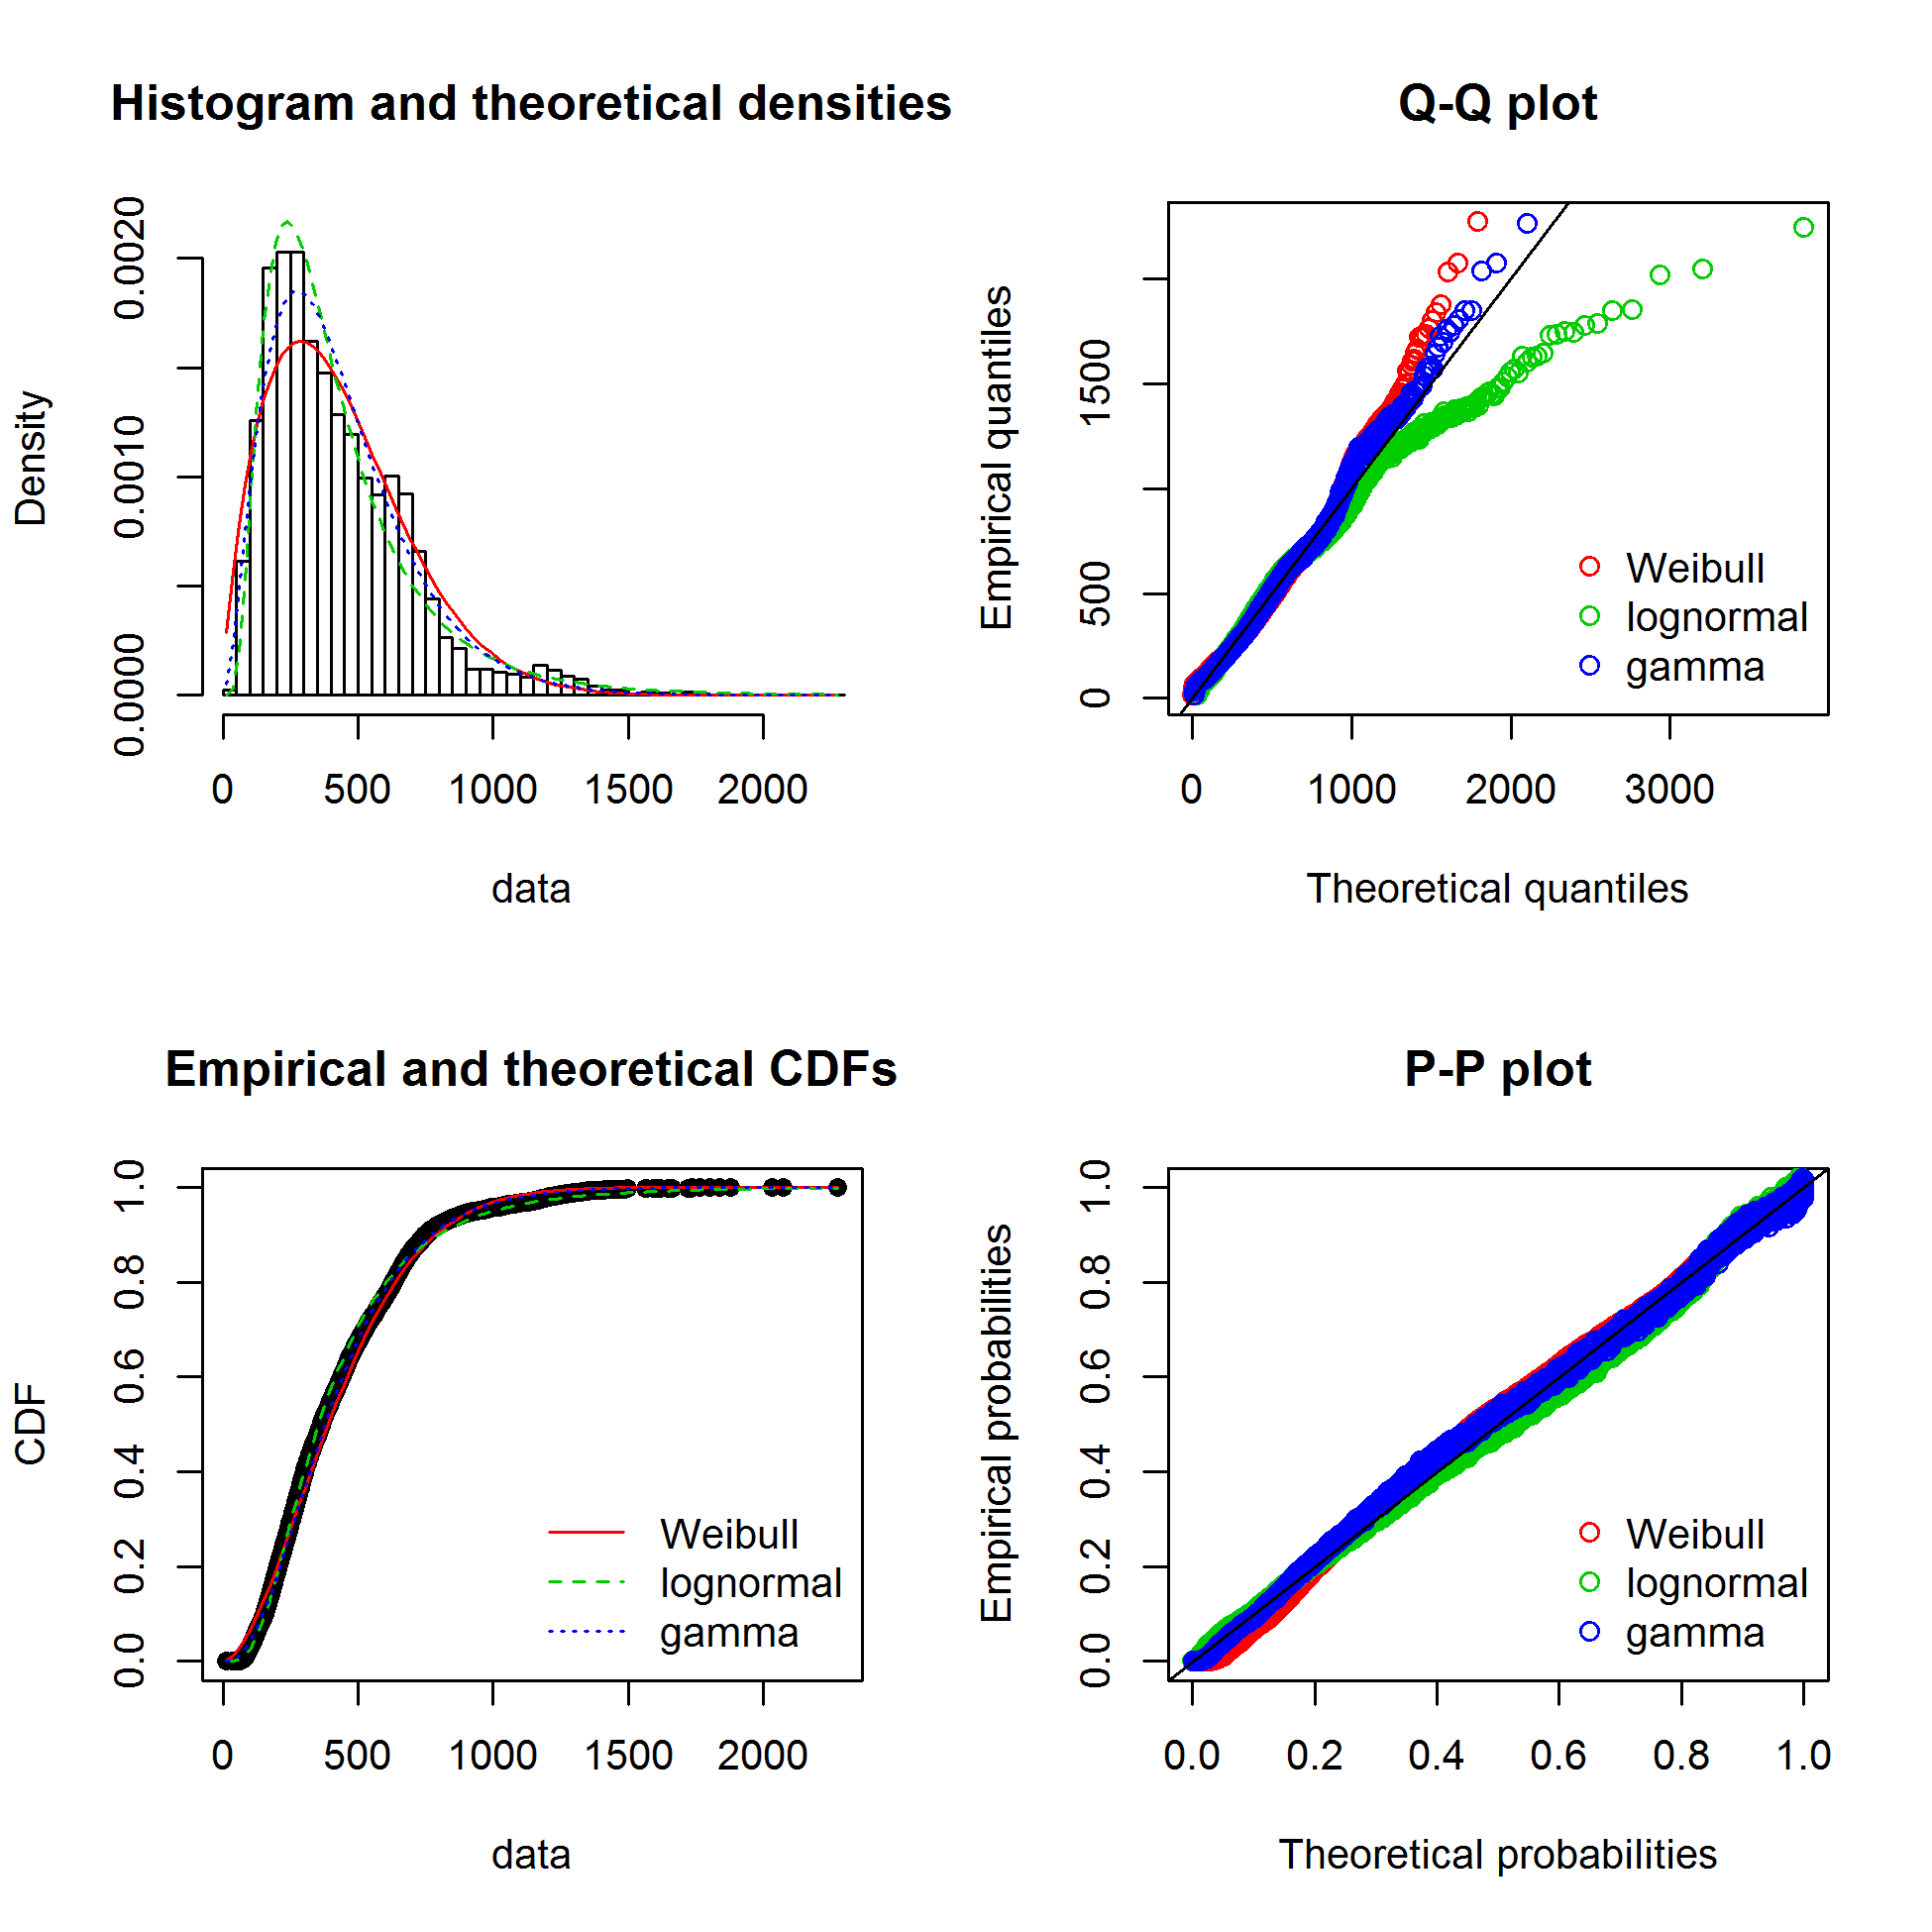 Histogram and theoretical densities
Density
0.0000 0.0010 0.0020
0 500 1000 1500 2000
data
Q-Q plot
Empirical quantiles
0 500 1500
Weibull
lognormal
gamma
0 1000 2000 3000
Theoretical quantiles
Empirical and theoretical CDFs
CDF
0.0 0.2 0.4 0.6 0.8 1.0
Weibull
lognormal
gamma
0 500 1000 1500 2000
data
P-P plot
Empirical probabilities
0.0 0.2 0.4 0.6 0.8 1.0
Weibull
lognormal
gamma
0.0 0.2 0.4 0.6 0.8 1.0
Theoretical probabilities